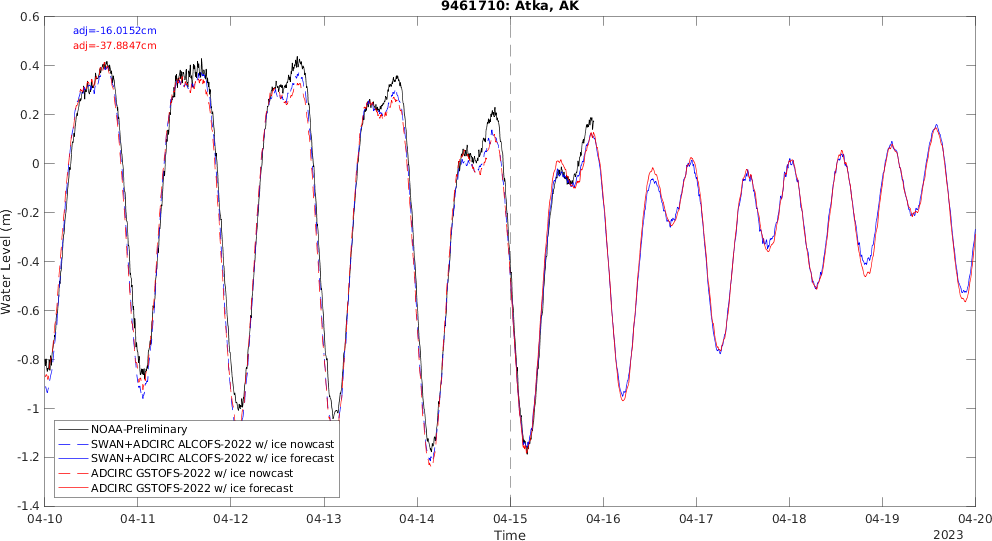 9461710: Atka, AK
adj=-16.0152cm
adj=-37.8847cm
0.6
0.4
0.2
0
-0.2
-0.4
-0.6
-0.8
-1
-1.2
-1.4
Water Level (m)
NOAA-Preliminary
SWAN+ADCIRC ALCOFS-2022 w/ ice nowcast
SWAN+ADCIRC ALCOFS-2022 w/ ice forecast
ADCIRC GSTOFS-2022 w/ ice nowcast
ADCIRC GSTOFS-2022 w/ ice forecast
04-10 04-11 04-12 04-13 04-14 04-15 04-16 04-17 04-18 04-19 04-20
Time
2023